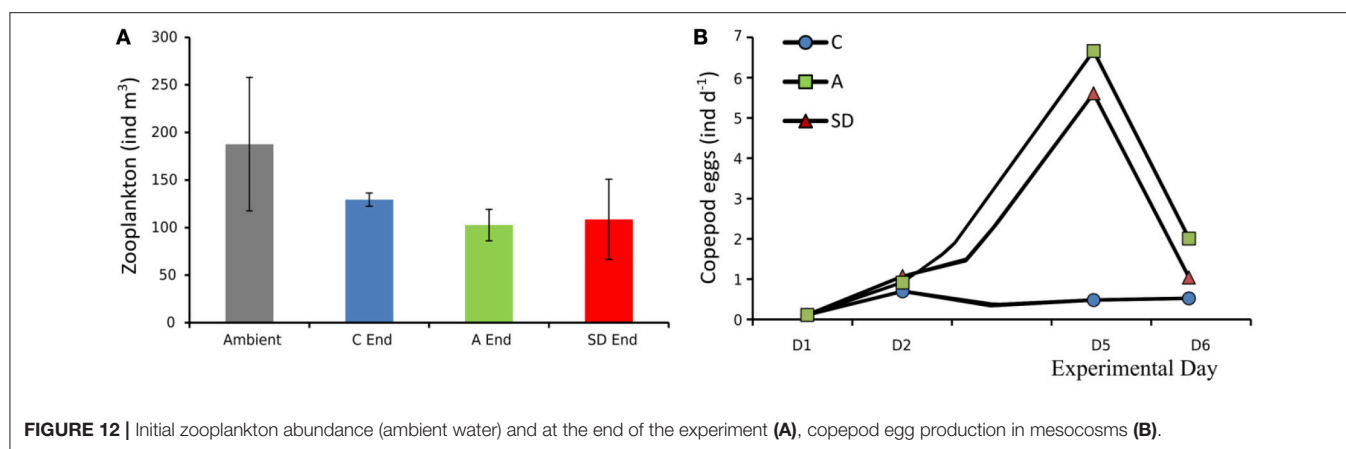 A
Zooplankton (ind m³)
300
250
200
150
100
50
0
Ambient
C End
A End
SD End
B
Copepod eggs (ind d⁻¹)
7
6
5
4
3
2
1
0
C
A
SD
D1
D2
D5
D6
Experimental Day
FIGURE 12 | Initial zooplankton abundance (ambient water) and at the end of the experiment (A), copepod egg production in mesocosms (B).